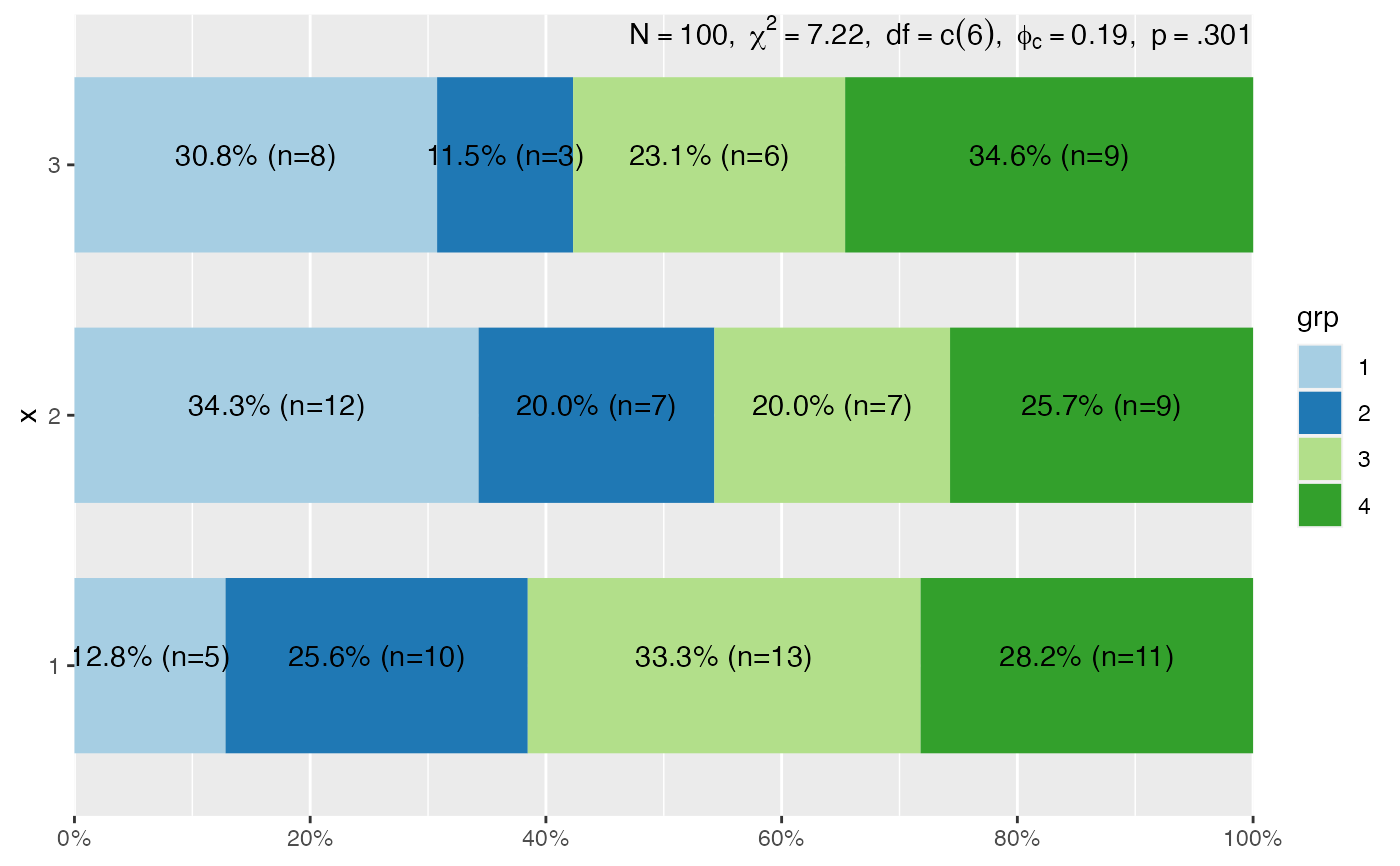 N = 100, χ² = 7.22, df = c(6), ϕc = 0.19, p = .301
3
30.8% (n=8) 11.5% (n=3) 23.1% (n=6) 34.6% (n=9)
x
2
34.3% (n=12) 20.0% (n=7) 20.0% (n=7) 25.7% (n=9)
1
12.8% (n=5) 25.6% (n=10) 33.3% (n=13) 28.2% (n=11)
0% 20% 40% 60% 80% 100%
grp
1
2
3
4